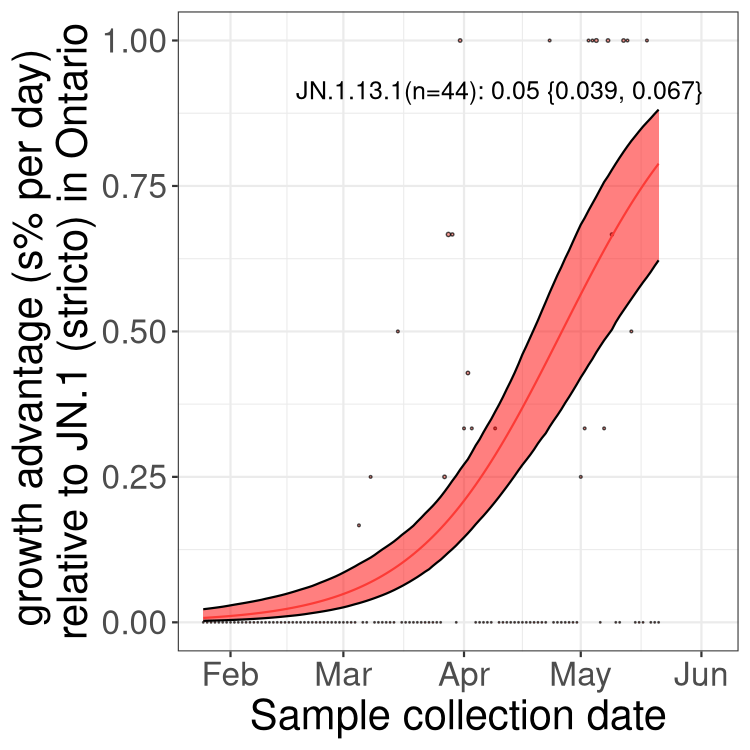 growth advantage (s% per day)
relative to JN.1 (stricto) in Ontario
1.00
JN.1.13.1(n=44): 0.05 {0.039, 0.067}
0.75
0.50
0.25
0.00
Feb Mar Apr May Jun
Sample collection date